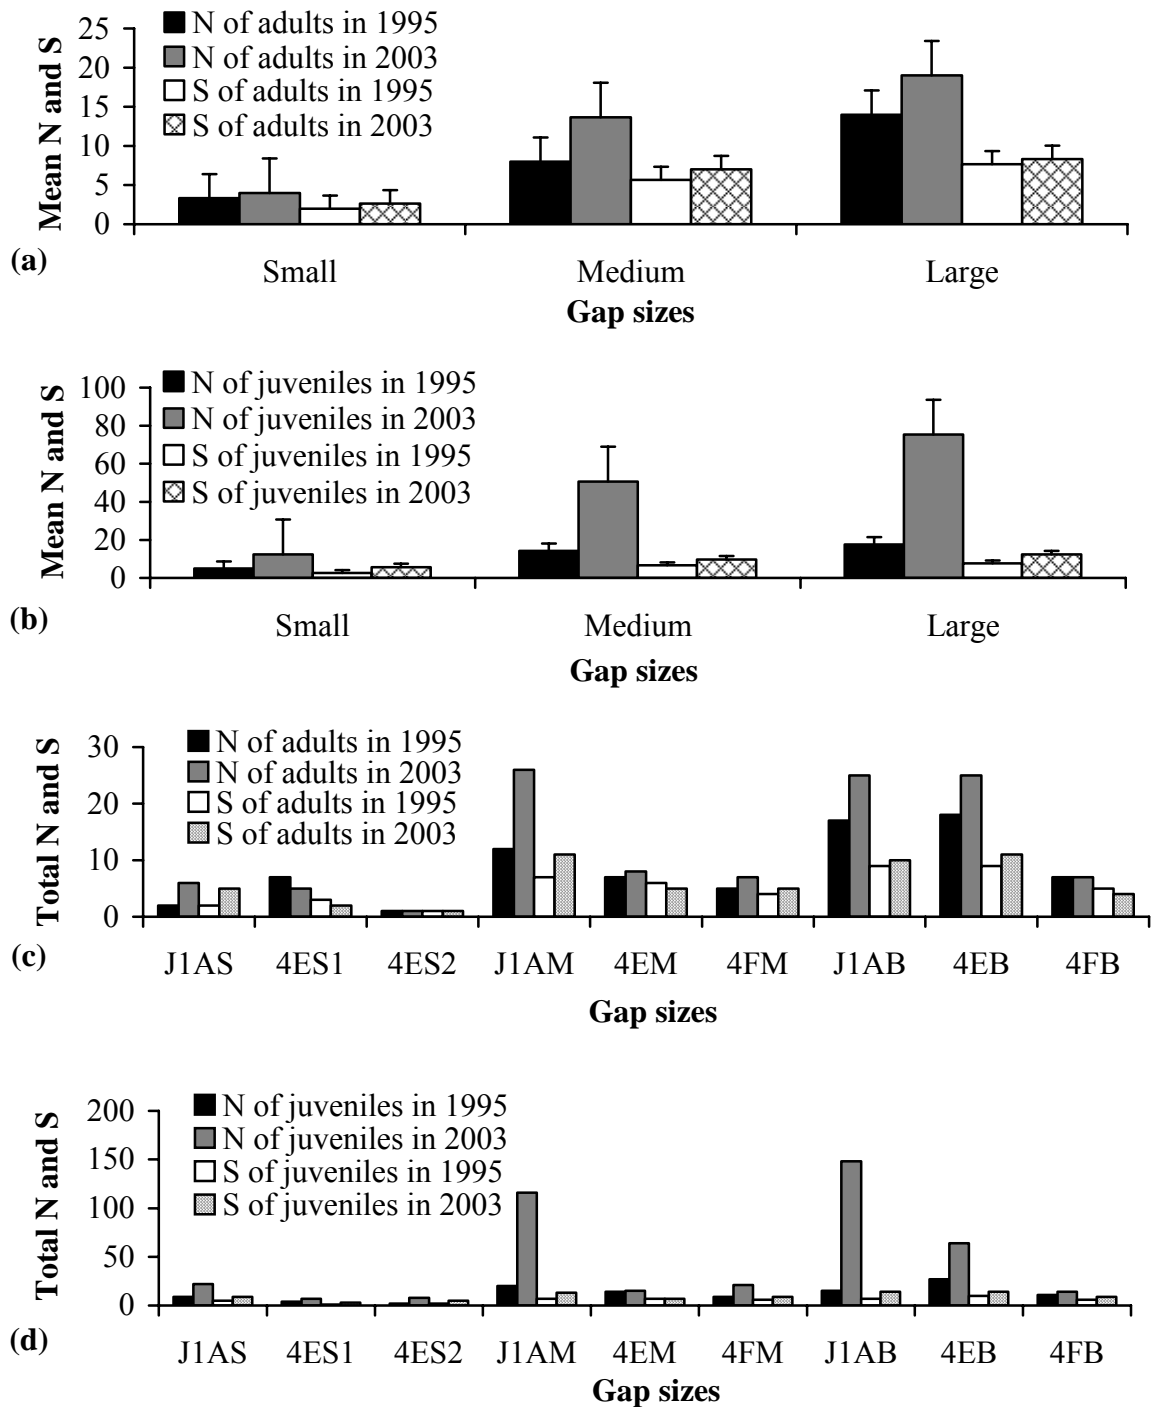 N of adults in 1995
N of adults in 2003
S of adults in 1995
S of adults in 2003
Mean N and S
25
20
15
10
5
0
Small Medium Large
Gap sizes
(a)
N of juveniles in 1995
N of juveniles in 2003
S of juveniles in 1995
S of juveniles in 2003
Mean N and S
100
80
60
40
20
0
Small Medium Large
Gap sizes
(b)
N of adults in 1995
N of adults in 2003
S of adults in 1995
S of adults in 2003
Total N and S
30
20
10
0
J1AS 4ES1 4ES2 J1AM 4EM 4FM J1AB 4EB 4FB
Gap sizes
(c)
N of juveniles in 1995
N of juveniles in 2003
S of juveniles in 1995
S of juveniles in 2003
Total N and S
200
150
100
50
0
J1AS 4ES1 4ES2 J1AM 4EM 4FM J1AB 4EB 4FB
Gap sizes
(d)